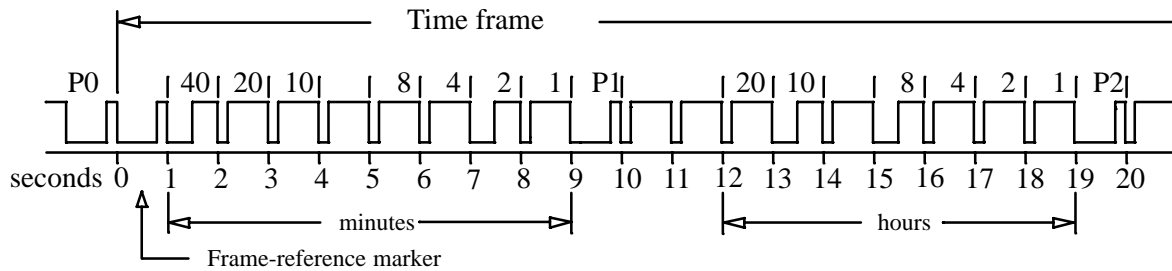 Time frame
P0 40 20 10 8 4 2 1 P1 20 10 8 4 2 1 P2
seconds 0 1 2 3 4 5 6 7 8 9 10 11 12 13 14 15 16 17 18 19 20
minutes hours
Frame-reference marker